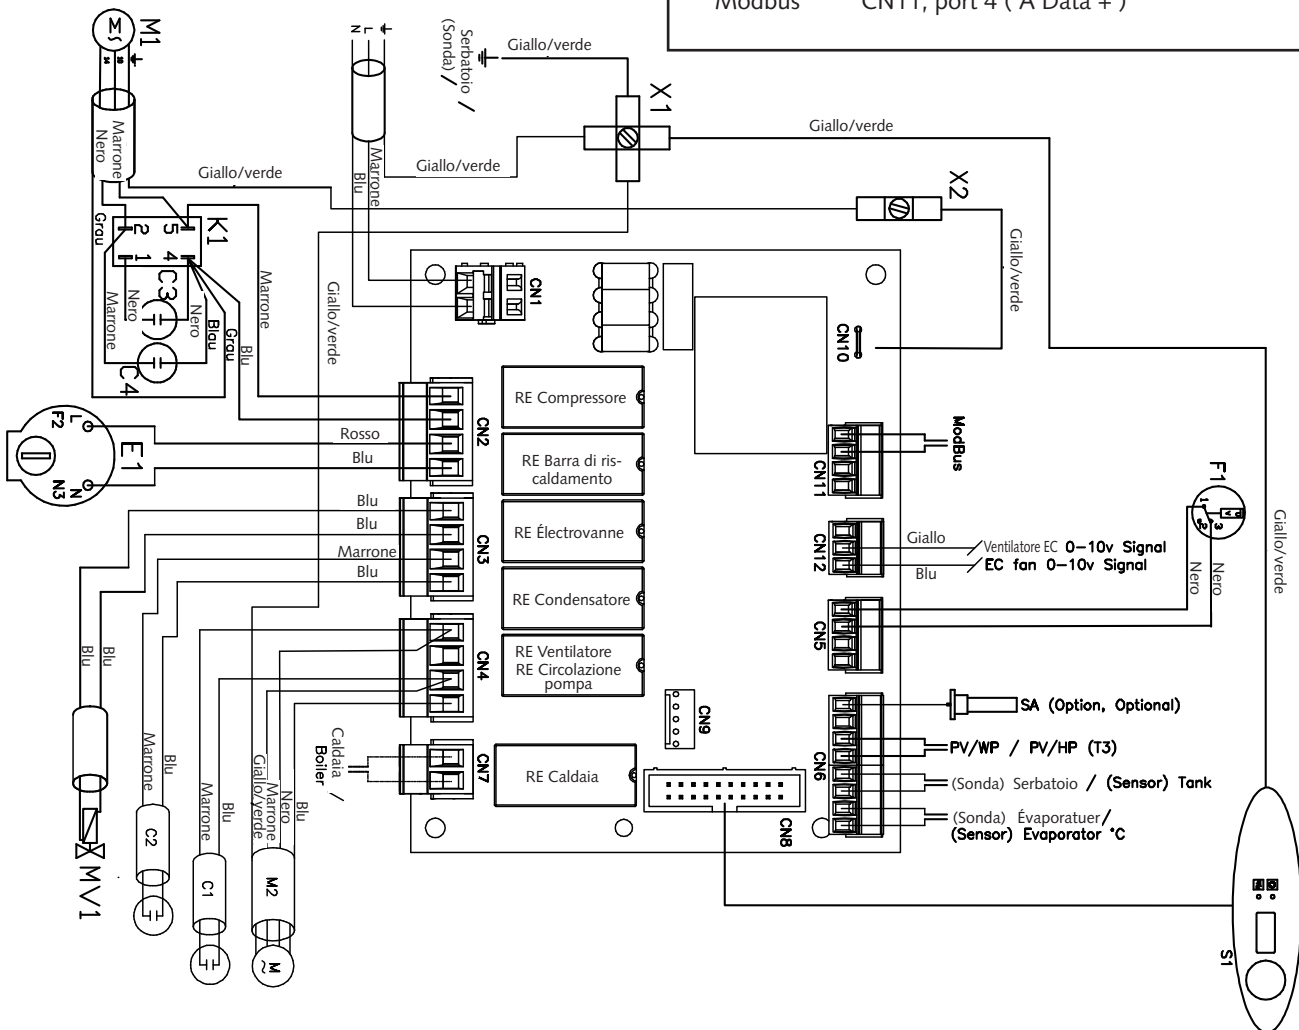 Modbus CN11, port 4 ( A Data + )
M1
M
N L
Serbatoio /
(Sonda) /
Giallo/verde
X1
Giallo/verde
Marrone
Nero
Giallo/verde
Marrone
Blu
Giallo/verde
X2
Giallo/verde
Grau
2 5
1 4
K1
C3
C4
Marrone
Nero
Nero
Blau
Grau
Blu
Marrone
Giallo/verde
CN1
CN10
RE Compressore
CN2
CN11
ModBus
F2
L
E1
N3
N
Rosso
Blu
RE Barra di ris-
caldamento
F1
1
2 3
P
Giallo/verde
Blu
Blu
Marrone
Blu
CN3
RE Électrovanne
CN12
Giallo
Blu
Ventilatore EC 0-10v Signal
EC fan 0-10v Signal
Nero
Nero
RE Condensatore
CN5
CN4
RE Ventilatore
RE Circolazione
pompa
Blu
Blu
CN9
CN6
SA (Option, Optional)
PV/WP / PV/HP (T3)
(Sonda) Serbatoio / (Sensor) Tank
(Sonda) Évaporatuer/
(Sensor) Evaporator °C
Caldaia /
Boiler
CN7
RE Caldaia
CN8
Marrone
Blu
Marrone
Blu
Giallo/verde
Marrone
Nero
Blu
MV1
C2
C1
M2
M
S1